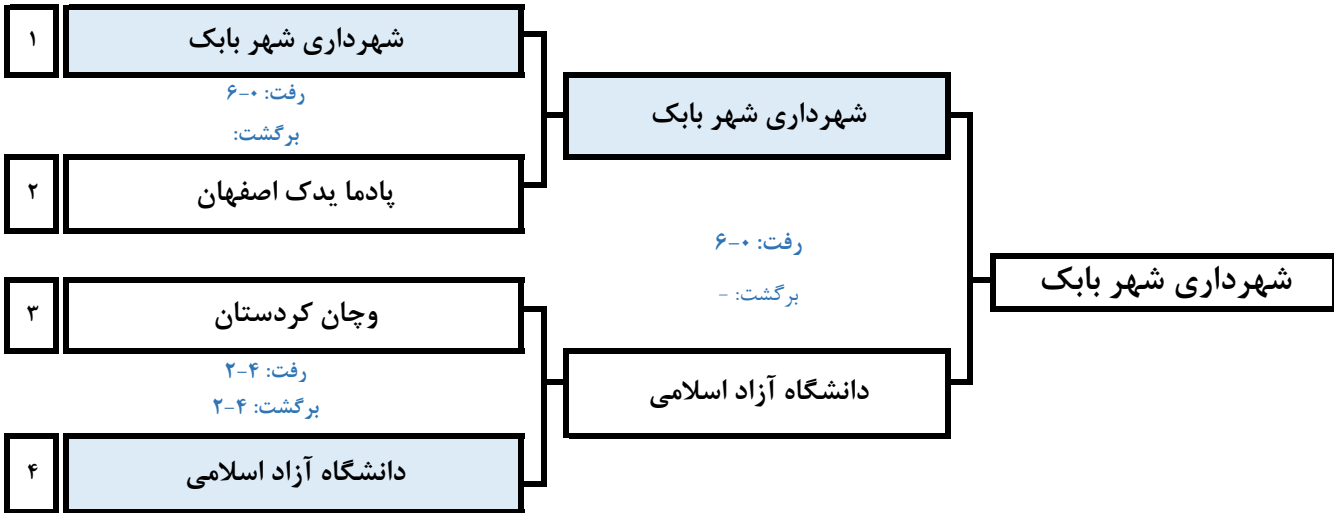 ۱
شهرداری شهر بابک
رفت: ۰-۶
برگشت:
۲
پادما یدک اصفهان
۳
وچان کردستان
رفت: ۴-۲
برگشت: ۴-۲
۴
دانشگاه آزاد اسلامی
شهرداری شهر بابک
رفت: ۰-۶
برگشت: -
دانشگاه آزاد اسلامی
شهرداری شهر بابک